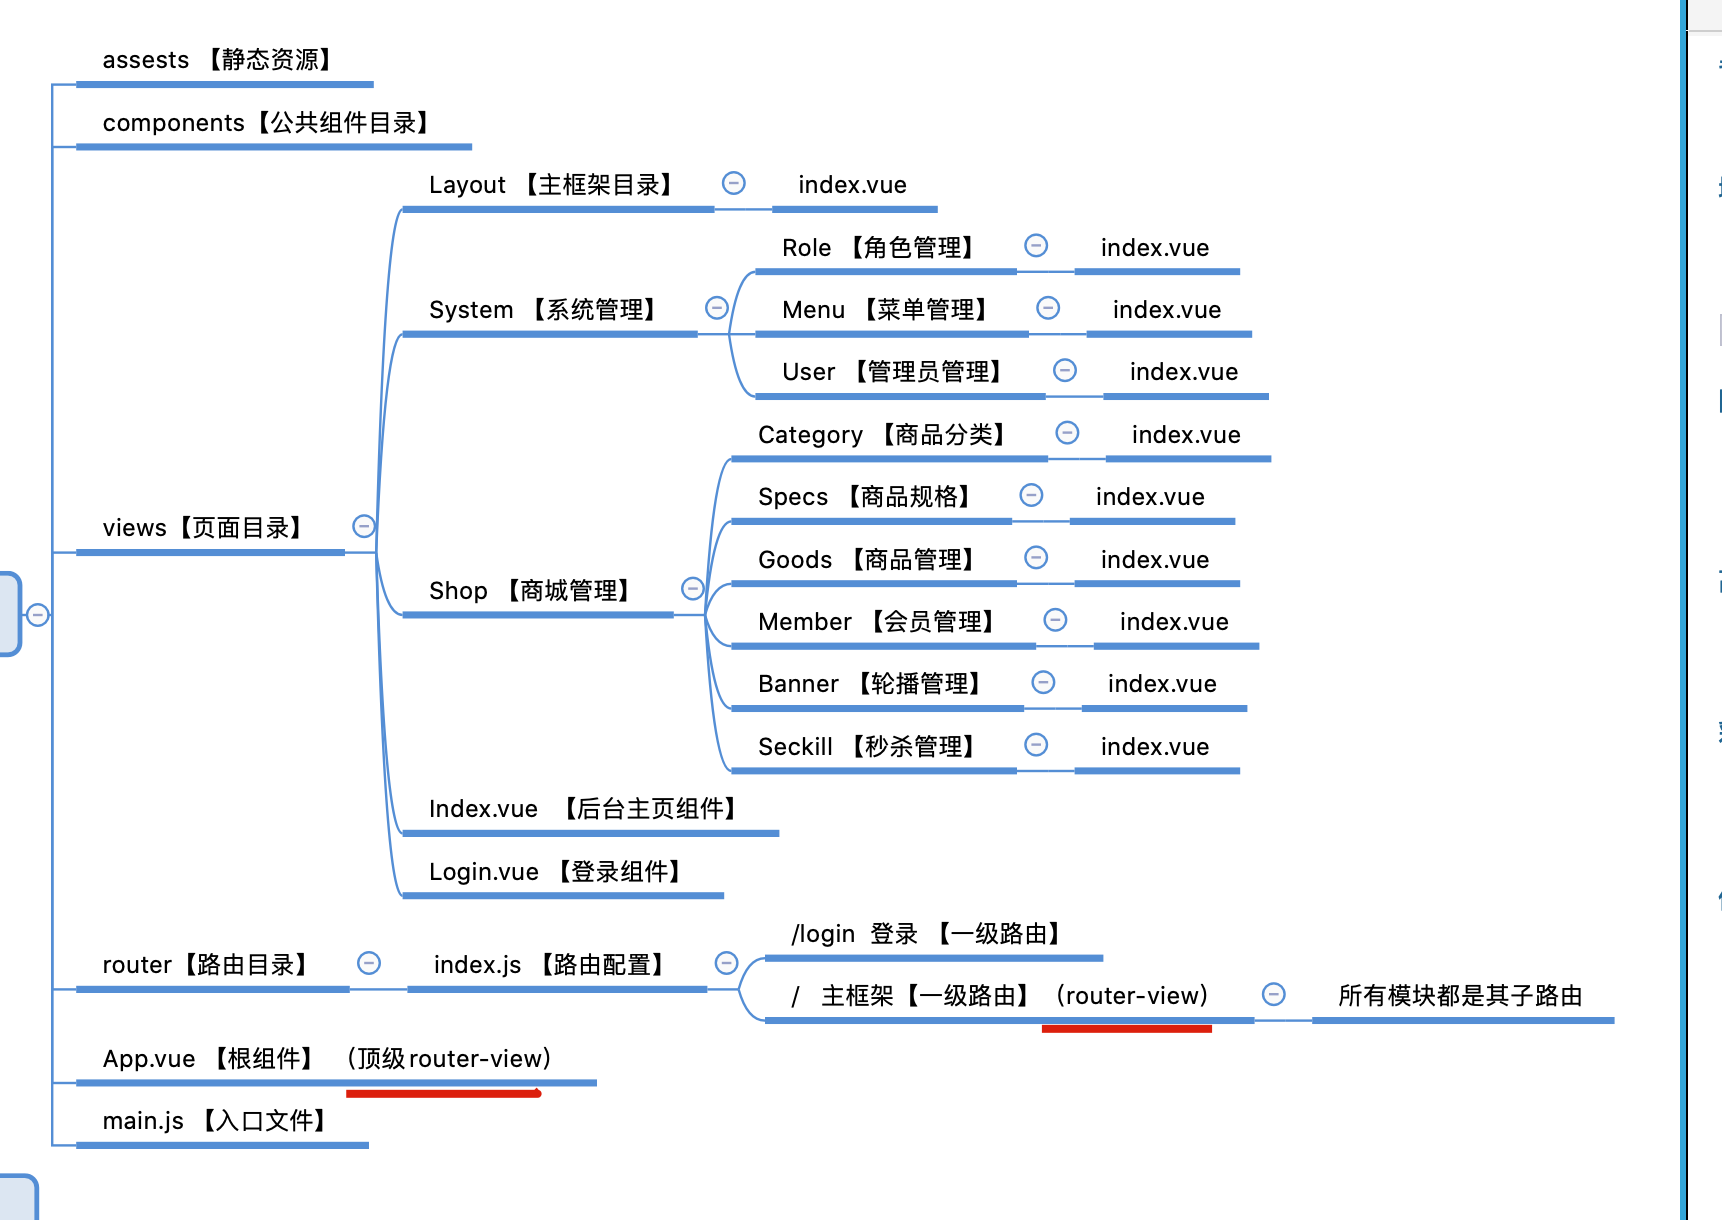 assests 【静态资源】
components【公共组件目录】
Layout 【主框架目录】 index.vue
Role 【角色管理】 index.vue
System 【系统管理】 Menu 【菜单管理】 index.vue
User 【管理员管理】 index.vue
Category 【商品分类】 index.vue
Specs 【商品规格】 index.vue
views【页面目录】
Goods 【商品管理】 index.vue
Shop 【商城管理】
Member 【会员管理】 index.vue
Banner 【轮播管理】 index.vue
Seckill 【秒杀管理】 index.vue
Index.vue 【后台主页组件】
Login.vue 【登录组件】
/login 登录 【一级路由】
router【路由目录】 index.js 【路由配置】
/ 主框架【一级路由】 （router-view） 所有模块都是其子路由
App.vue 【根组件】 （顶级router-view）
main.js 【入口文件】